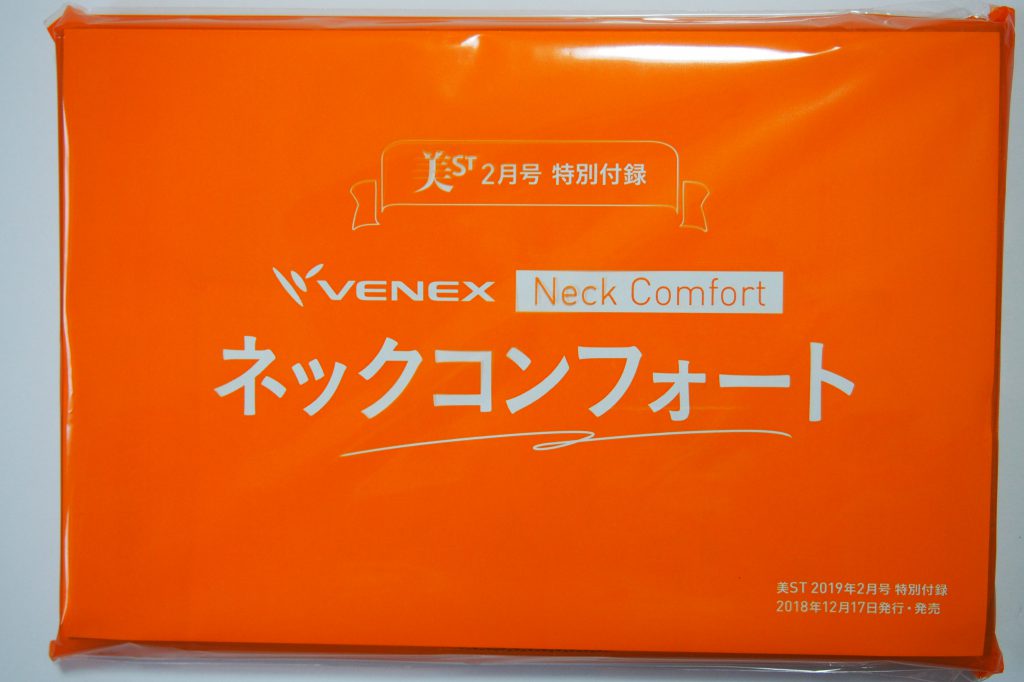 美ST 2月号 特別付録
VENEX Neck Comfort
ネックコンフォート
美ST 2019年2月号 特別付録
2018年12月17日発行・発売